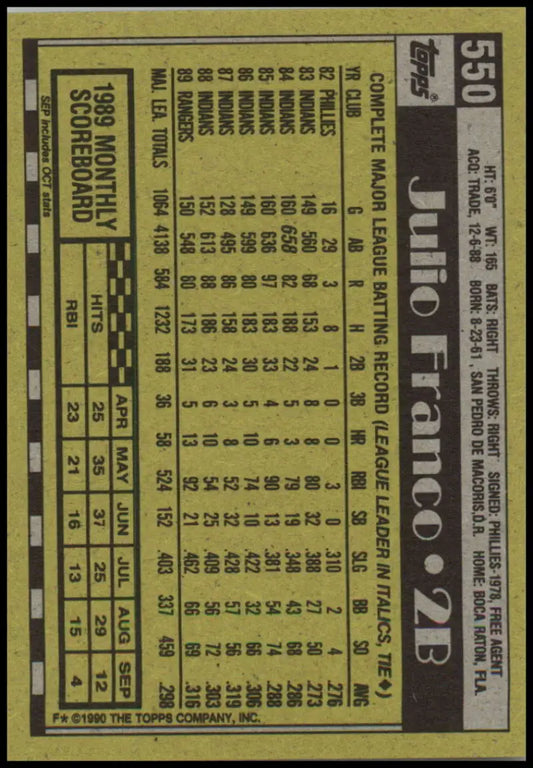 550
HT: 6'0" WT: 165 BATS: RIGHT THROWS: RIGHT SIGNED: PHILLIES-1978, FREE AGENT
ACQ: TRADE, 12-6-88 BORN: 8-23-61, SAN PEDRO DE MACORIS,D.R. HOME: BOCA RATON, FLA.
topps®
Julio Franco • 2B
COMPLETE MAJOR LEAGUE BATTING RECORD (LEAGUE LEADER IN ITALICS, TIE♦)
YR CLUB G AB R H 2B 3B HR RBI SB SLG BB SO AVG
82 PHILLIES 16 29 3 8 1 0 0 3 0 .310 2 4 .276
83 INDIANS 149 560 68 153 24 8 8 80 32 .388 27 50 .273
84 INDIANS 160 658 82 188 22 5 3 79 19 .348 43 68 .286
85 INDIANS 160 636 97 183 33 4 6 90 13 .381 54 74 .288
86 INDIANS 149 599 80 183 30 5 10 74 10 .422 32 66 .306
87 INDIANS 128 495 86 158 24 3 8 52 32 .428 57 56 .319
88 INDIANS 152 613 88 186 23 6 10 54 25 .409 56 72 .303
89 RANGERS 150 548 80 173 31 5 13 92 21 .462 66 69 .316
MAJ. LEA. TOTALS 1064 4138 584 1232 188 36 58 524 152 .403 337 459 .298
1989 MONTHLY
SCOREBOARD
APR MAY JUN JUL AUG SEP
HITS 25 35 37 25 29 12
RBI 23 21 16 13 15 4
SEP includes OCT stats
F* ©1990 THE TOPPS COMPANY, INC.